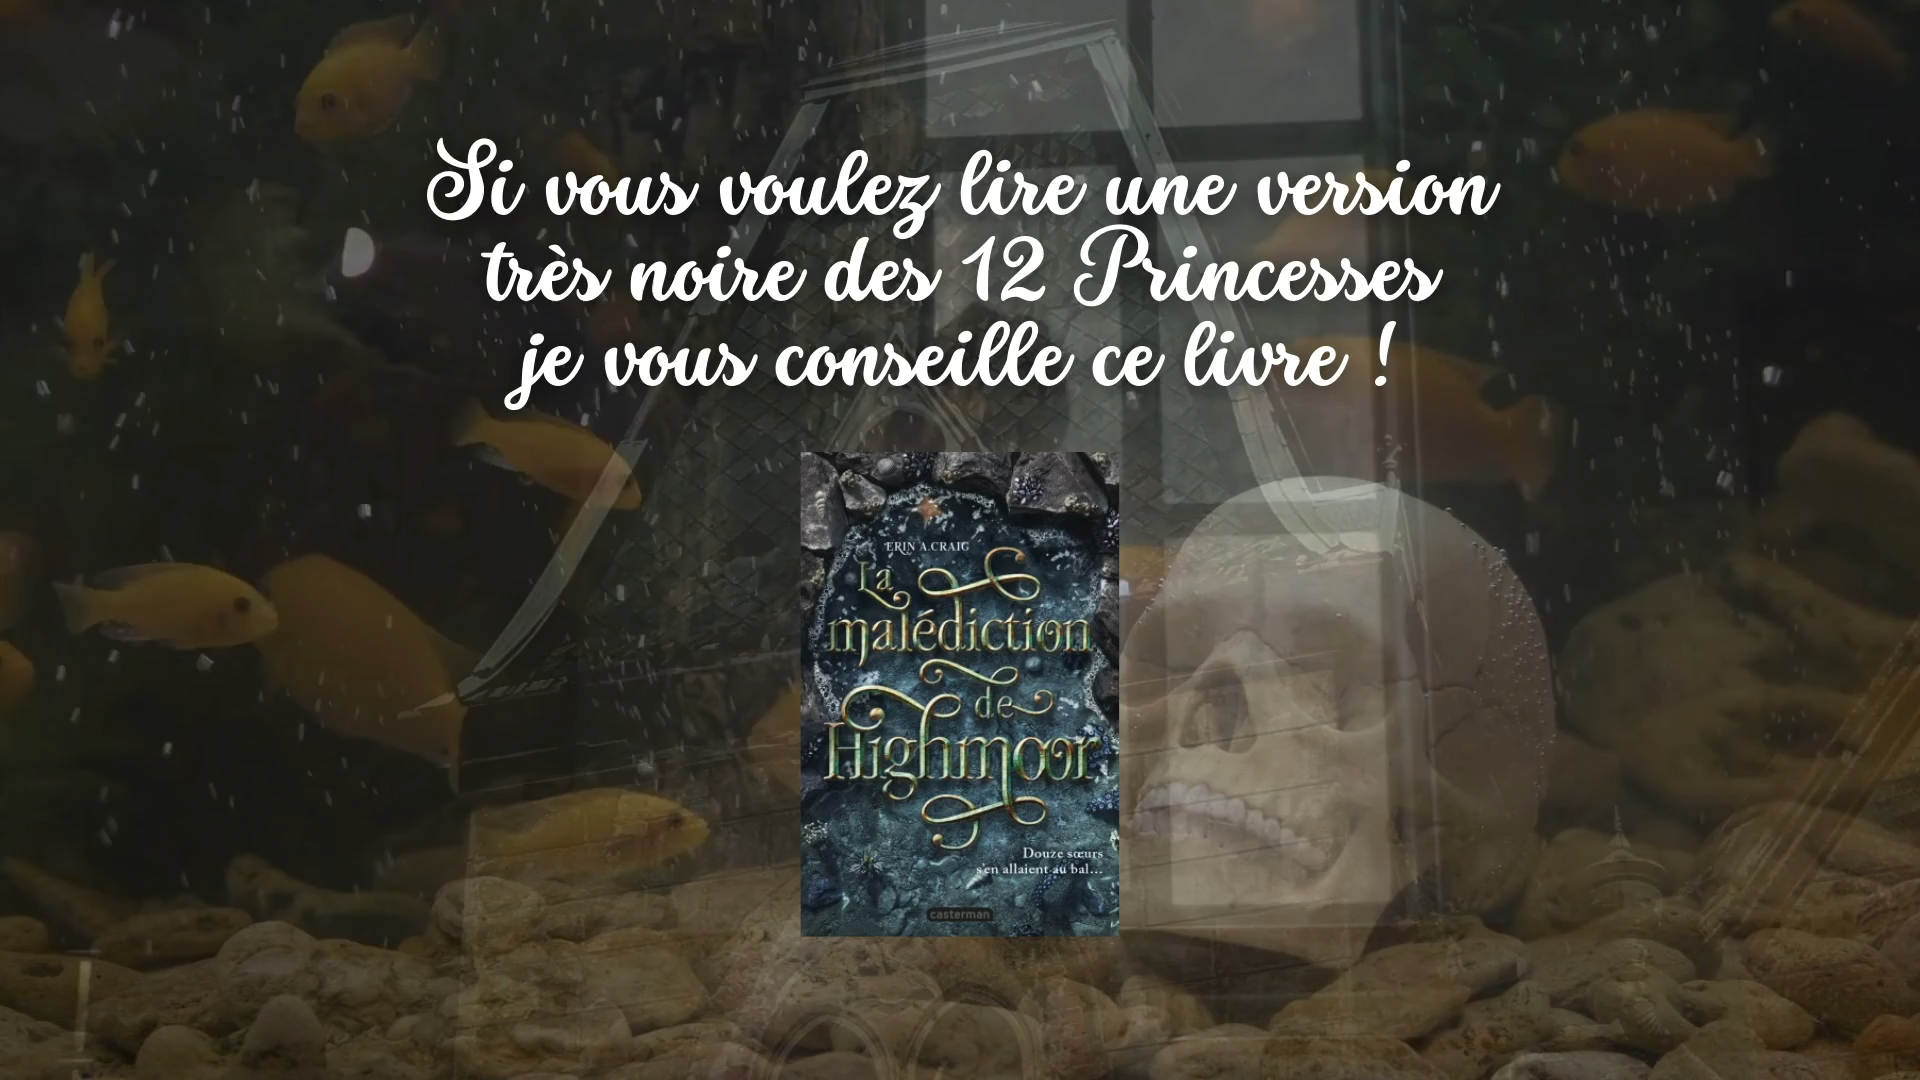 Si vous voulez lire une version
très noire des 12 Princesses
je vous conseille ce livre !
ERIN A.CRAIG
La
malédiction
de
Highmoor
Douze sœurs
s'en allaient au bal...
casterman